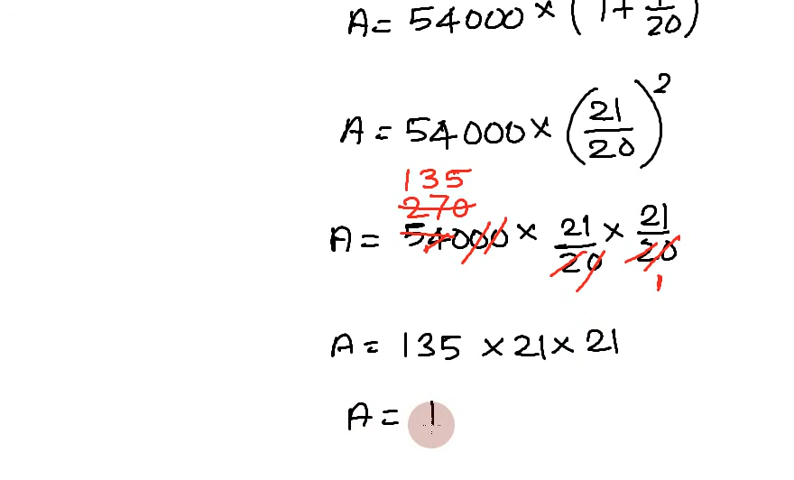 A = 54000 × (1 + 1/20)
A = 54000 × (21/20)²
135
270
A = 54000 × 21/20 × 21/20
1
A = 135 × 21 × 21
A = 1